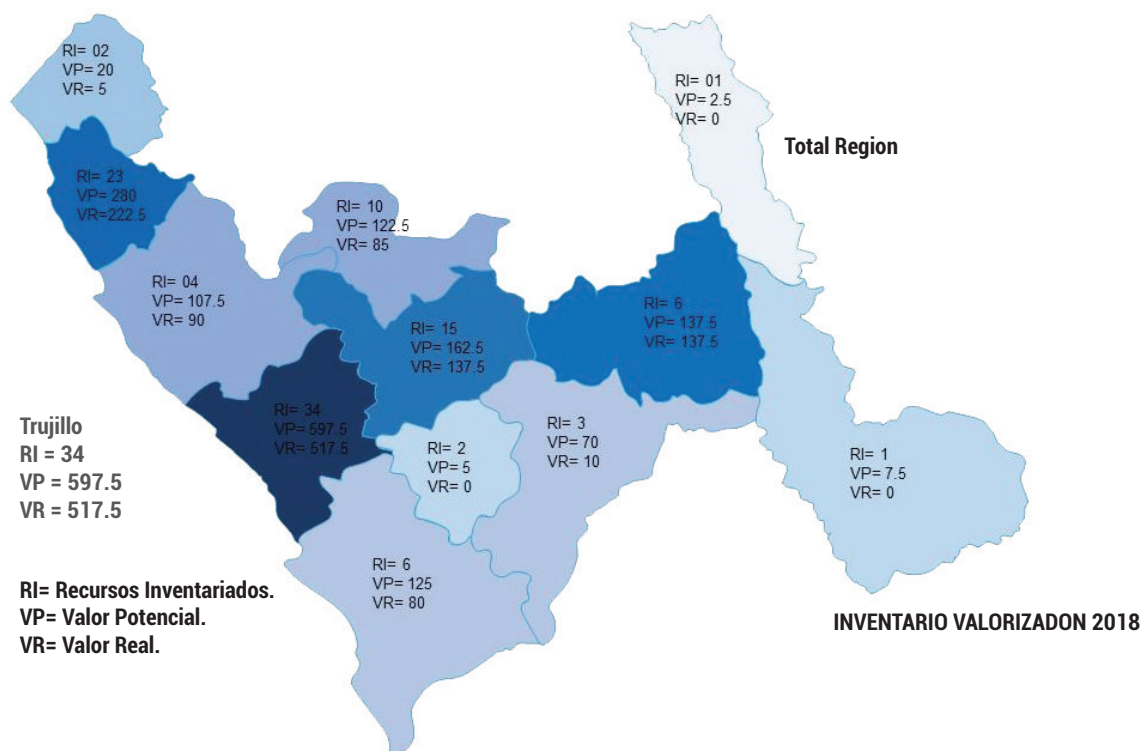 RI= 02
VP= 20
VR= 5
RI= 01
VP= 2.5
VR= 0
Total Region
RI= 23
VP= 280
VR=222.5
RI= 10
VP= 122.5
VR= 85
RI= 04
VP= 107.5
VR= 90
RI= 15
VP= 162.5
VR= 137.5
RI= 6
VP= 137.5
VR= 137.5
RI= 34
VP= 597.5
VR= 517.5
RI= 3
VP= 70
VR= 10
RI= 2
VP= 5
VR= 0
RI= 1
VP= 7.5
VR= 0
Trujillo
RI = 34
VP = 597.5
VR = 517.5
RI= 6
VP= 125
VR= 80
RI= Recursos Inventariados.
VP= Valor Potencial.
VR= Valor Real.
INVENTARIO VALORIZADON 2018